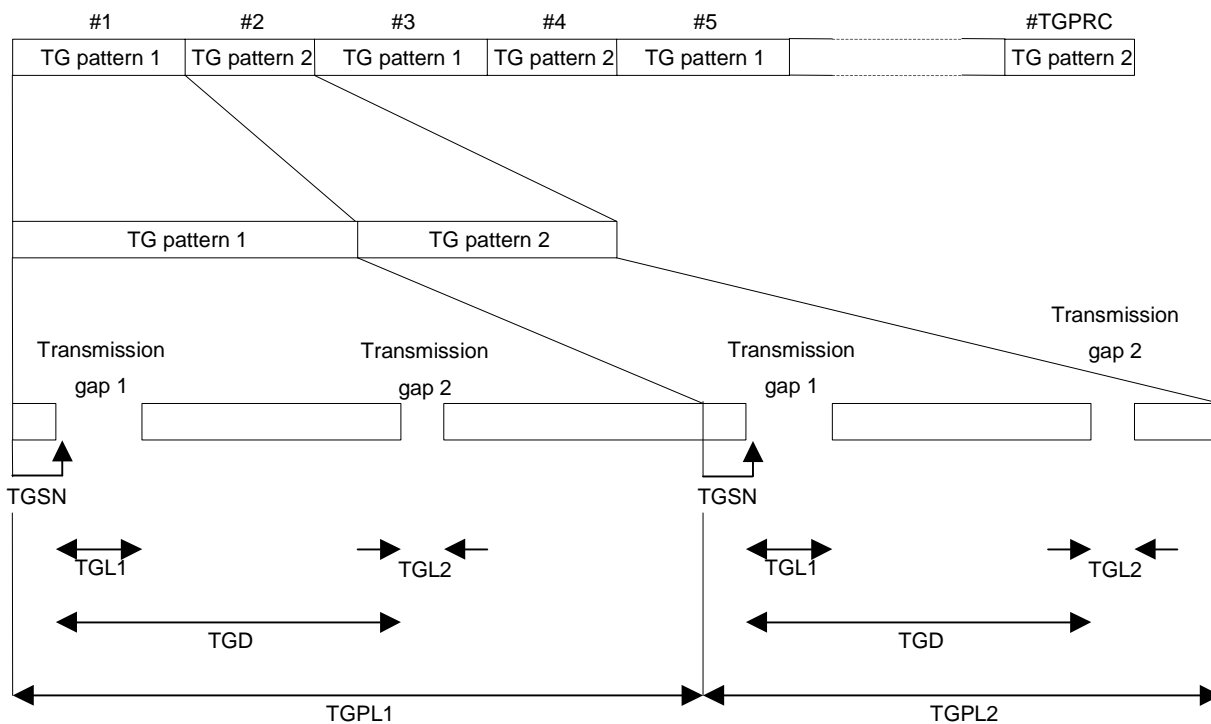 #1 #2 #3 #4 #5 #TGPRC
TG pattern 1 TG pattern 2 TG pattern 1 TG pattern 2 TG pattern 1 TG pattern 2
TG pattern 1 TG pattern 2
Transmission
gap 2
Transmission
gap 1
Transmission
gap 2
Transmission
gap 1
TGSN TGSN
TGL1 TGL2 TGL1 TGL2
TGD TGD
TGPL1 TGPL2